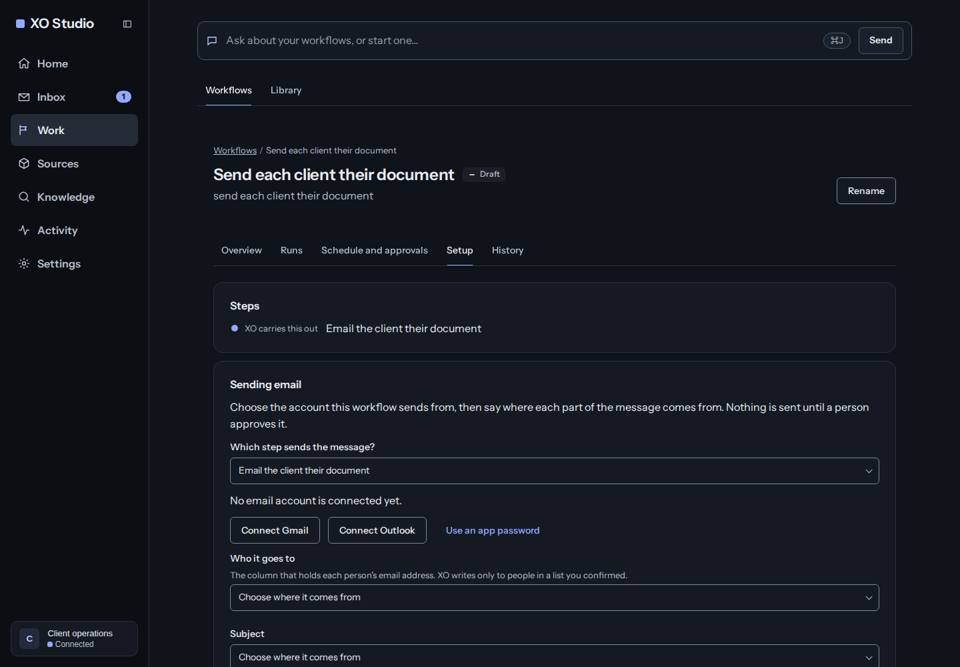 XO Studio
Home
Inbox
1
Work
Sources
Knowledge
Activity
Settings
C
Client operations
Connected
Ask about your workflows, or start one...
⌘J
Send
Workflows
Library
Workflows / Send each client their document
Send each client their document
– Draft
send each client their document
Rename
Overview
Runs
Schedule and approvals
Setup
History
Steps
XO carries this out
Email the client their document
Sending email
Choose the account this workflow sends from, then say where each part of the message comes from. Nothing is sent until a person
approves it.
Which step sends the message?
Email the client their document
No email account is connected yet.
Connect Gmail
Connect Outlook
Use an app password
Who it goes to
The column that holds each person's email address. XO writes only to people in a list you confirmed.
Choose where it comes from
Subject
Choose where it comes from